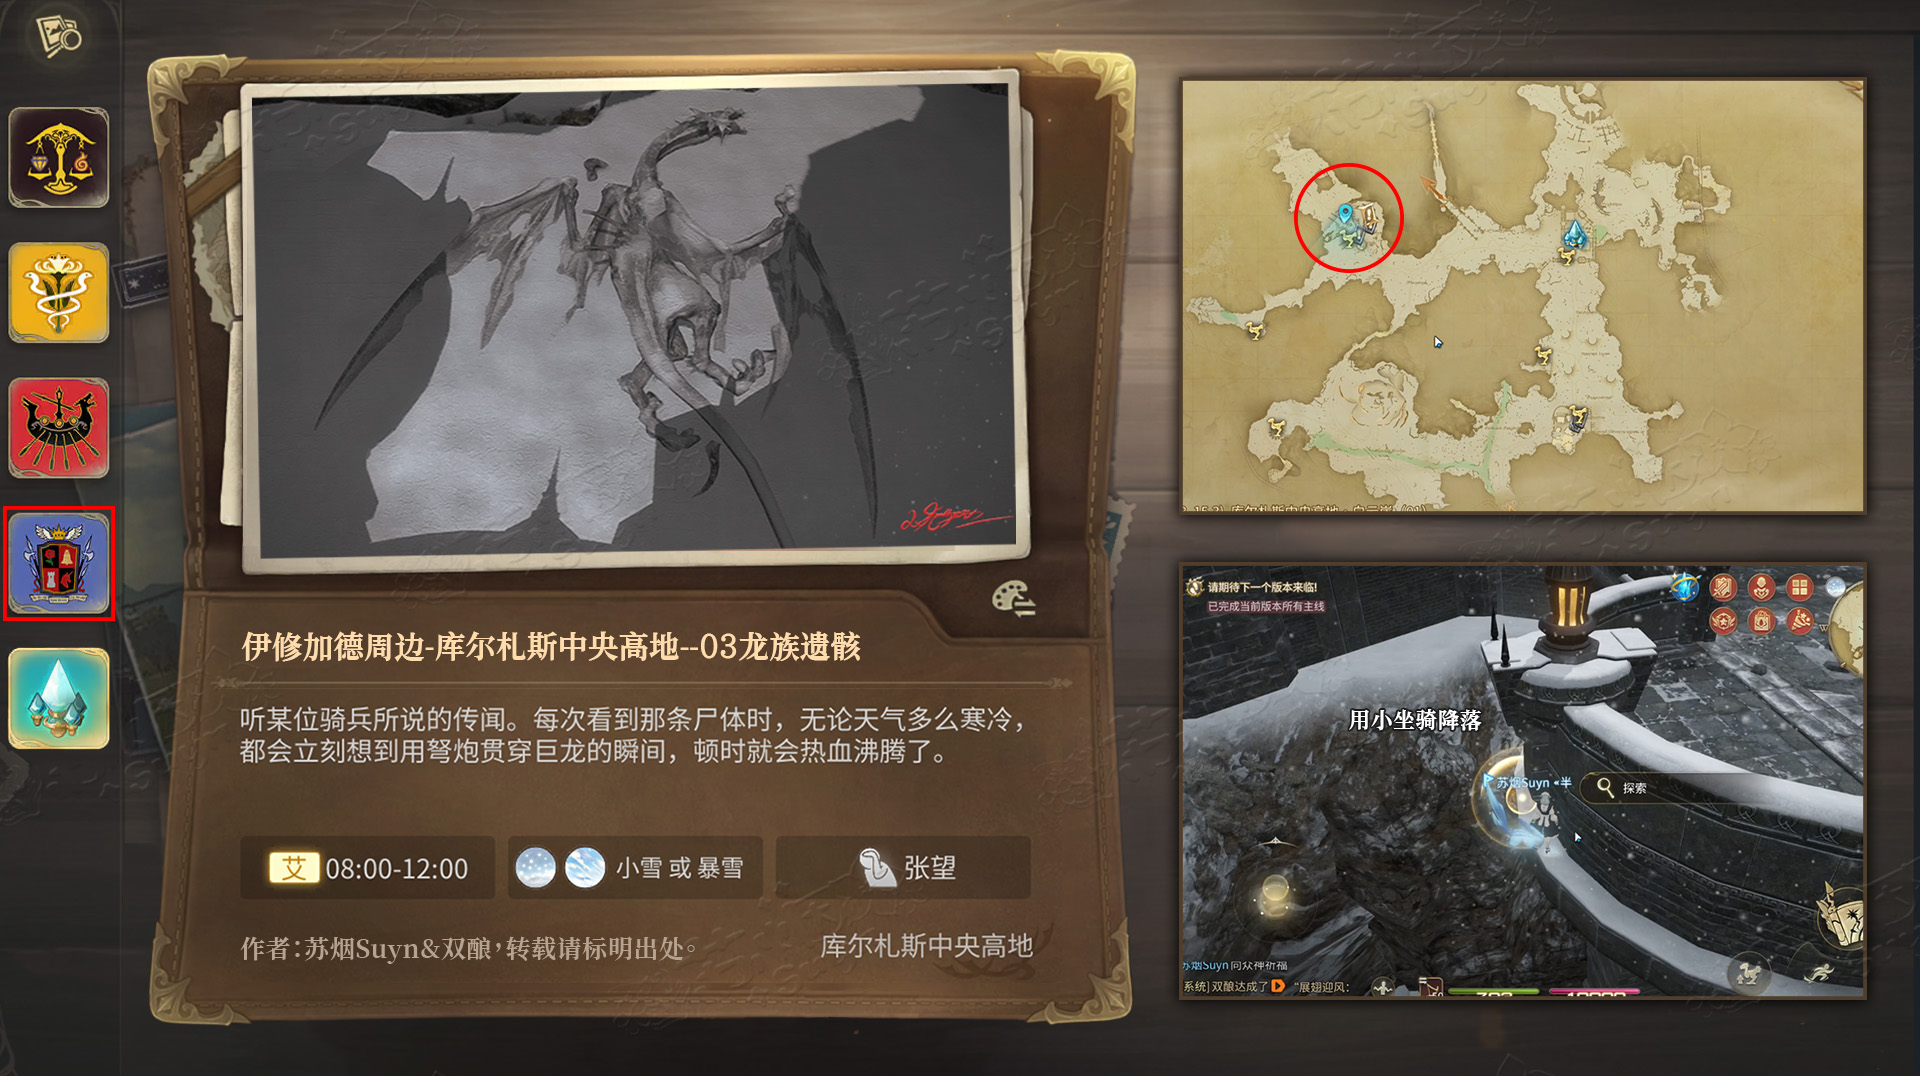 伊修加德周边-库尔札斯中央高地--03龙族遗骸
听某位骑兵所说的传闻。每次看到那条尸体时，无论天气多么寒冷，
都会立刻想到用弩炮贯穿巨龙的瞬间，顿时就会热血沸腾了。
艾 08:00-12:00
小雪 或 暴雪
张望
作者：苏烟Suyn&双酿，转载请标明出处。
库尔札斯中央高地
请期待下一个版本来临!
已完成当前版本所有主线
用小坐骑降落
苏烟Suyn «半
探索
苏烟Suyn 向众神祈福
[系统] 双酿达成了 “展翅迎风：